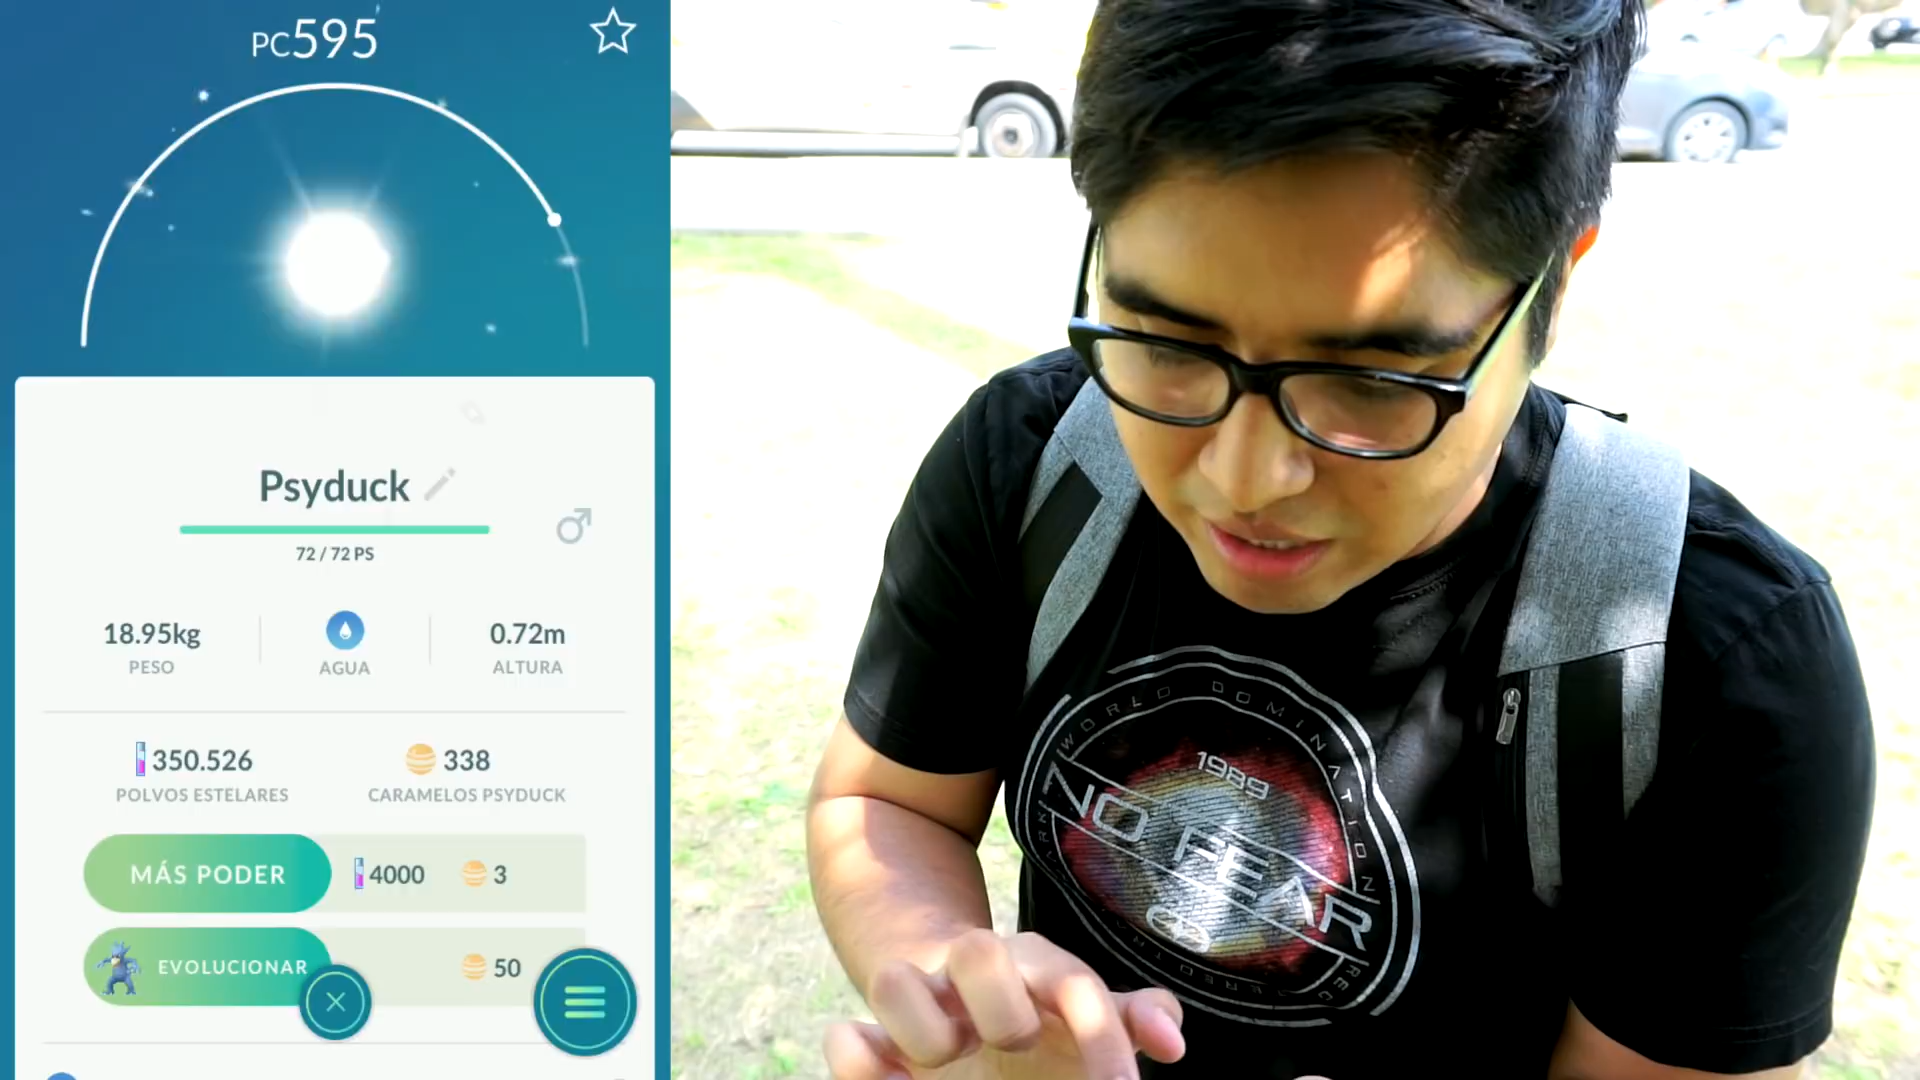 PC595
Psyduck
72 / 72 PS
18.95kg
PESO
AGUA
0.72m
ALTURA
350.526
POLVOS ESTELARES
338
CARAMELOS PSYDUCK
MÁS PODER
4000
3
EVOLUCIONAR
50
WORLD DOMINATION
1989
NO FEAR